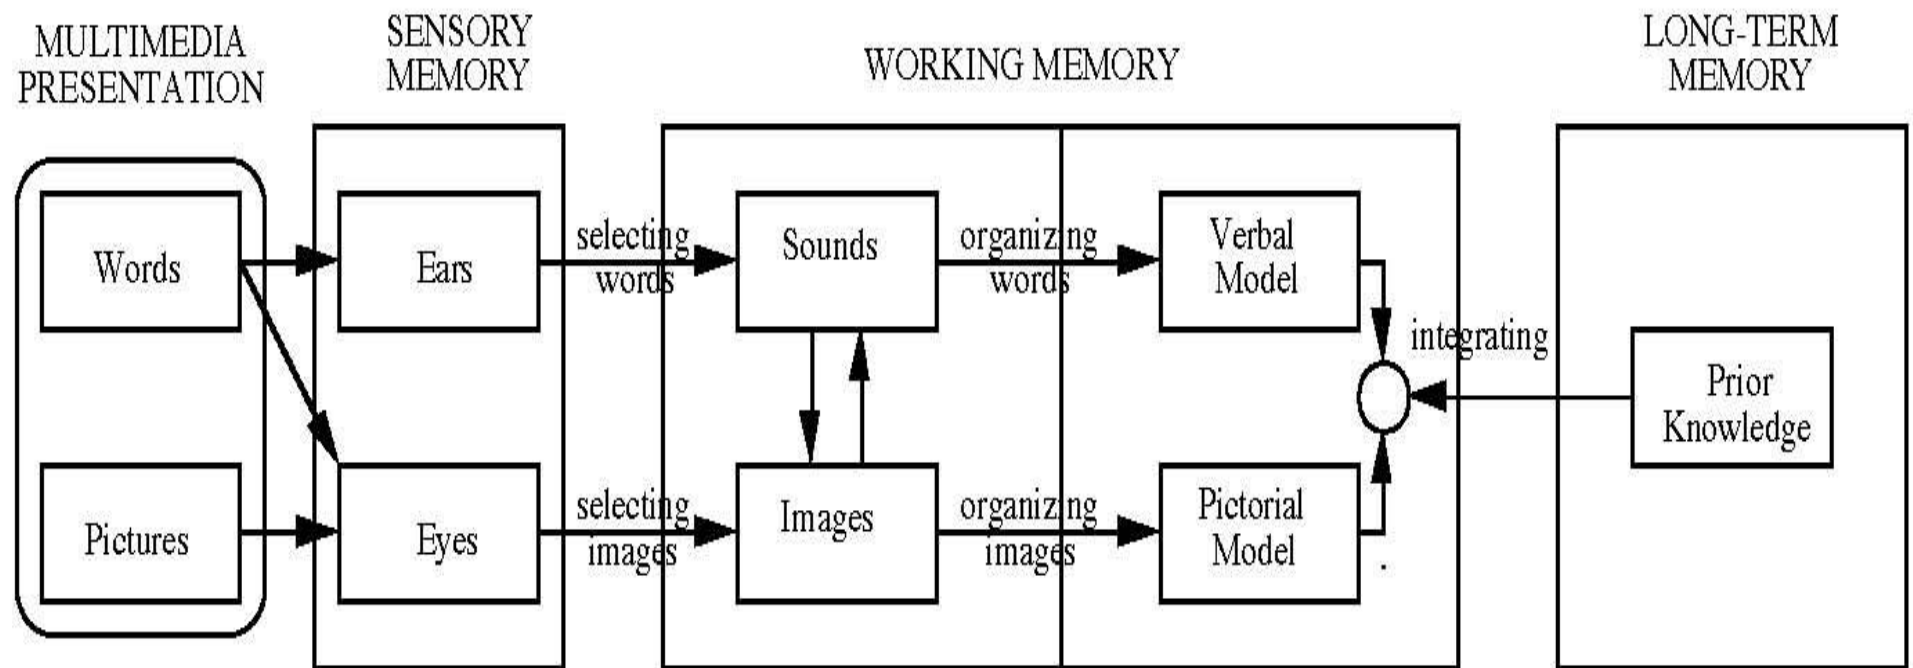 MULTIMEDIA
PRESENTATION
SENSORY
MEMORY
WORKING MEMORY
LONG-TERM
MEMORY
Words
Ears
selecting
words
Sounds
organizing
words
Verbal
Model
integrating
Prior
Knowledge
Pictures
Eyes
selecting
images
Images
organizing
images
Pictorial
Model
.